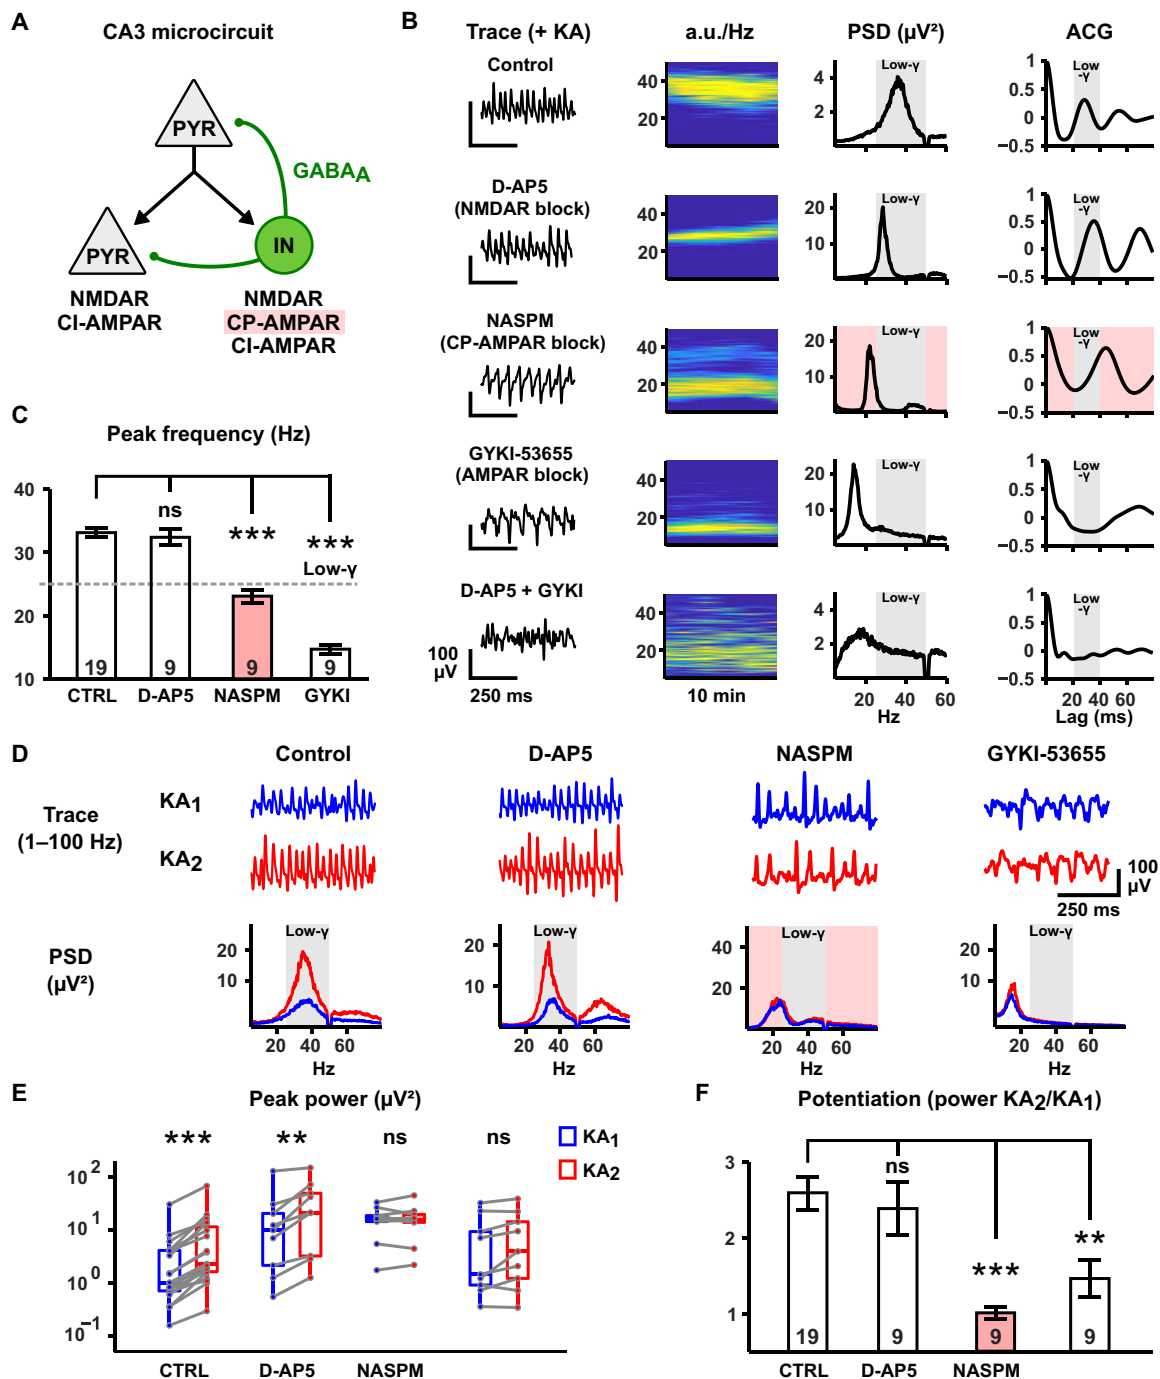 A
CA3 microcircuit
PYR
GABAA
PYR
IN
NMDAR
CI-AMPAR
NMDAR
CP-AMPAR
CI-AMPAR
B
Trace (+ KA)
a.u./Hz
PSD (µV²)
ACG
Control
40
20
Low-γ
4
2
Low
-γ
1
0
−0.5
D-AP5
(NMDAR block)
40
20
Low-γ
20
10
Low
-γ
1
0
−0.5
NASPM
(CP-AMPAR block)
40
20
Low-γ
20
10
Low
-γ
1
0
−0.5
GYKI-53655
(AMPAR block)
40
20
Low-γ
20
10
Low
-γ
1
0
−0.5
D-AP5 + GYKI
100
µV
250 ms
40
20
10 min
Low-γ
4
2
20 40 60
Hz
Low
-γ
1
0
−0.5
20 40 60
Lag (ms)
C
Peak frequency (Hz)
40
30
20
10
ns
***
***
Low-γ
19
9
9
9
CTRL D-AP5 NASPM GYKI
D
Control
D-AP5
NASPM
GYKI-53655
Trace
(1–100 Hz)
KA1
KA2
100
µV
250 ms
PSD
(µV²)
Low-γ
20
10
20 40 60
Hz
Low-γ
20
10
20 40 60
Hz
Low-γ
40
20
20 40 60
Hz
Low-γ
20
10
20 40 60
Hz
E
Peak power (µV²)
***
**
ns
ns
KA1
KA2
10²
10¹
10⁰
10⁻¹
CTRL D-AP5 NASPM
F
Potentiation (power KA2/KA1)
3
2
1
ns
***
**
19
9
9
9
CTRL D-AP5 NASPM